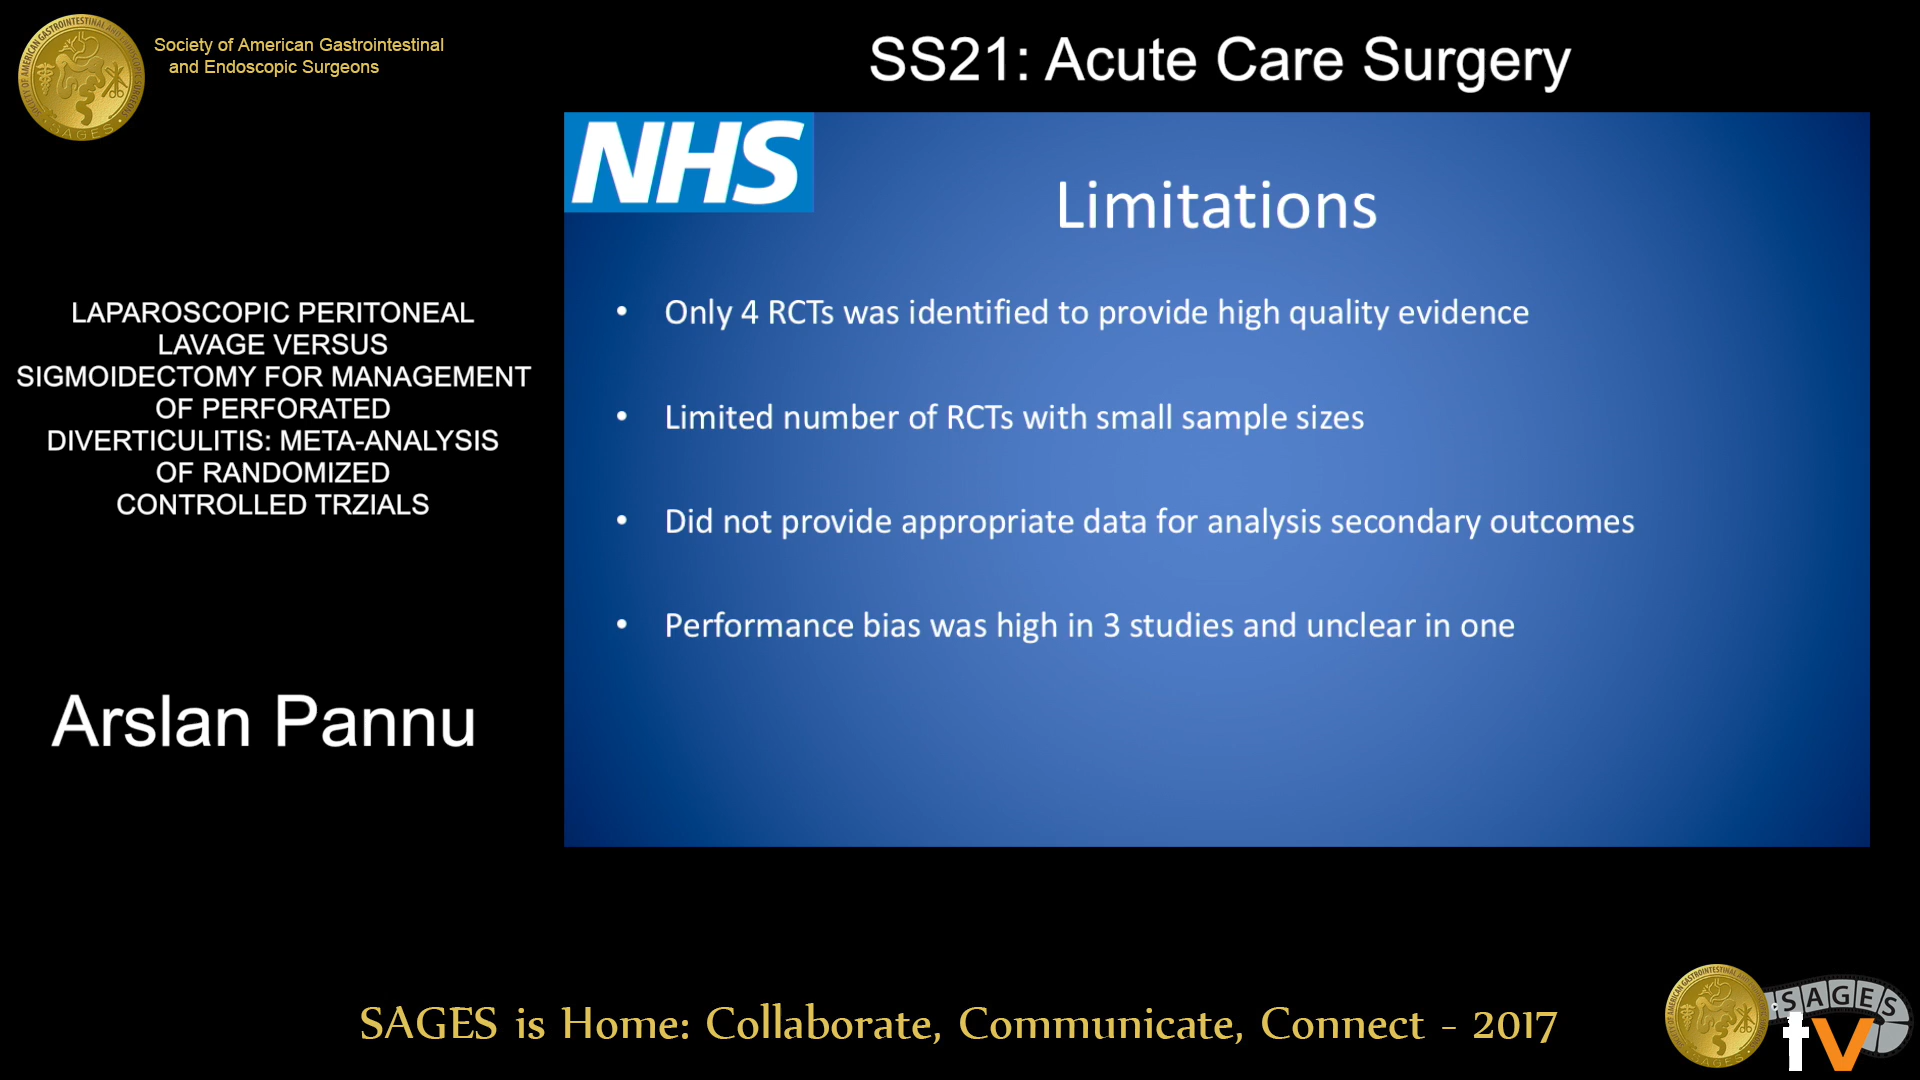 Society of American Gastrointestinal
and Endoscopic Surgeons
SS21: Acute Care Surgery
NHS
Limitations
LAPAROSCOPIC PERITONEAL
LAVAGE VERSUS
SIGMOIDECTOMY FOR MANAGEMENT
OF PERFORATED
DIVERTICULITIS: META-ANALYSIS
OF RANDOMIZED
CONTROLLED TRZIALS
• Only 4 RCTs was identified to provide high quality evidence
• Limited number of RCTs with small sample sizes
• Did not provide appropriate data for analysis secondary outcomes
• Performance bias was high in 3 studies and unclear in one
Arslan Pannu
SAGES is Home: Collaborate, Communicate, Connect - 2017
SAGES
tV